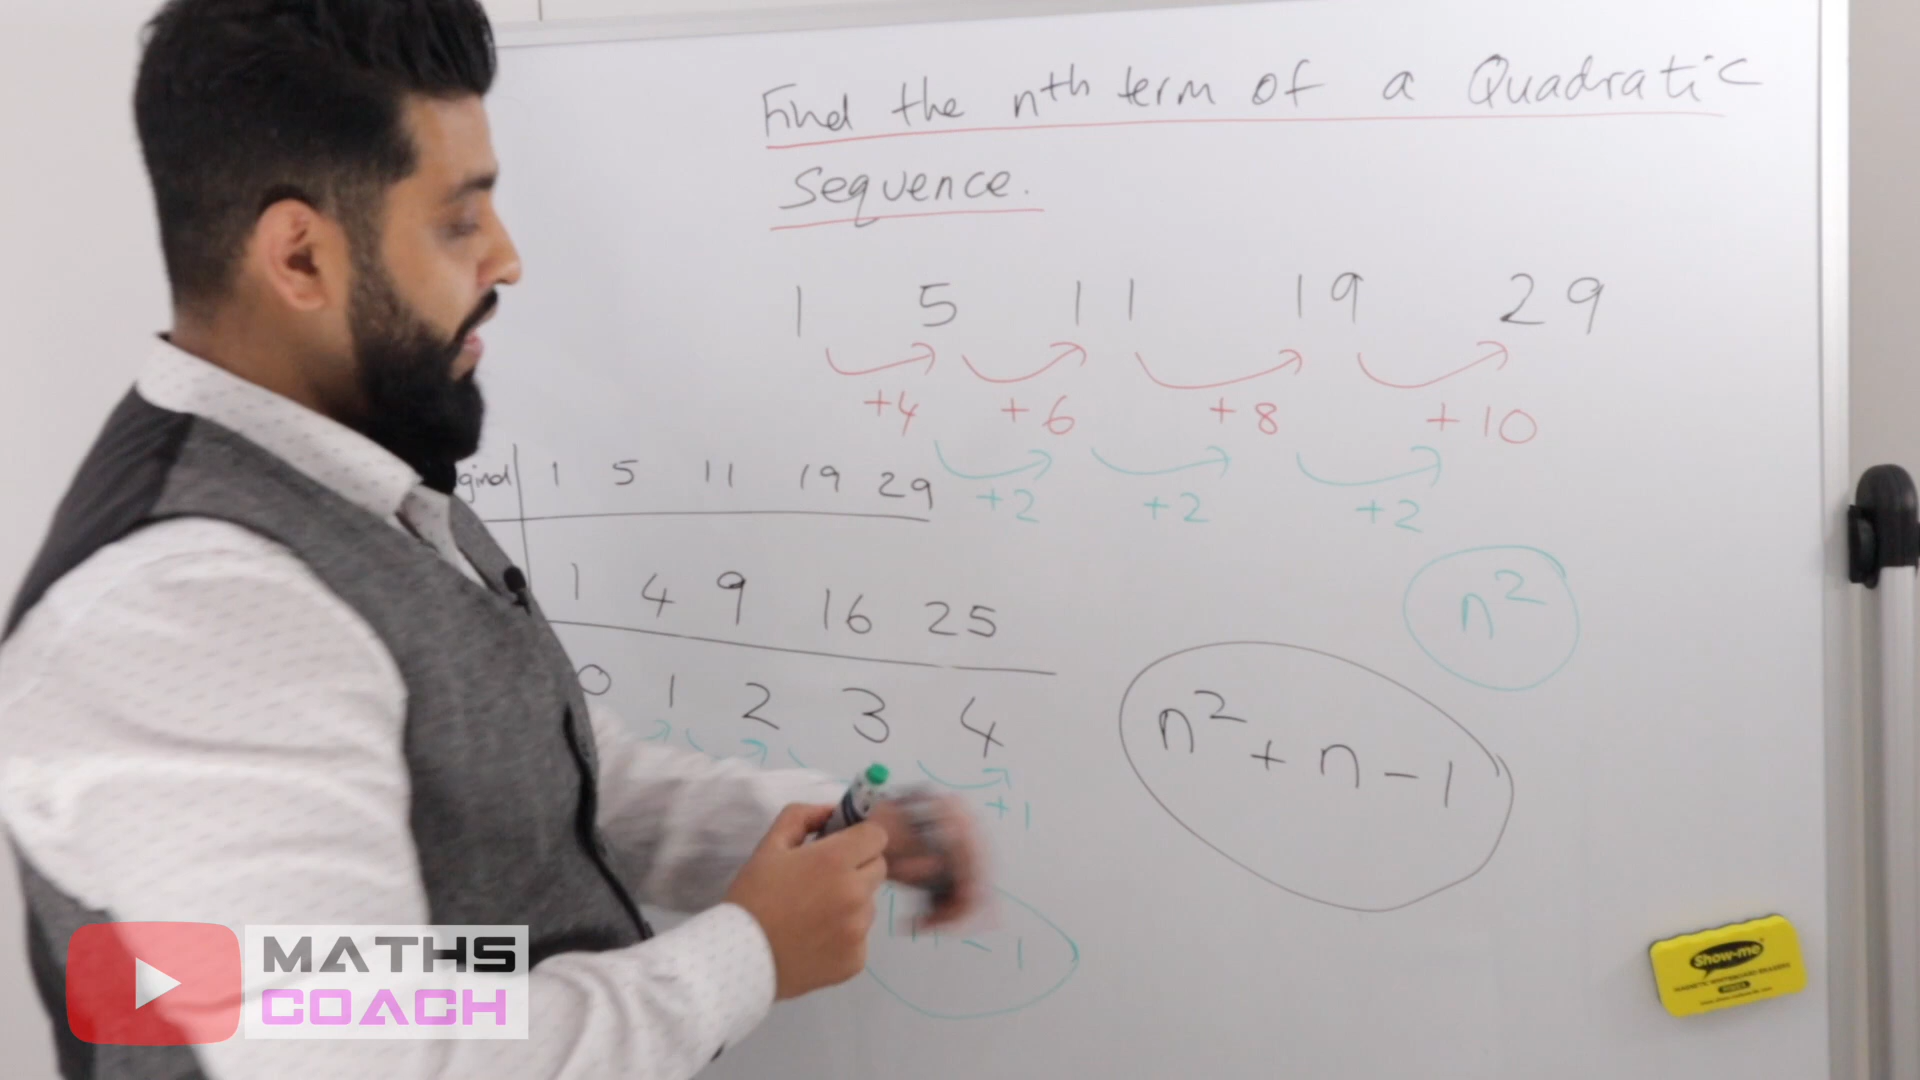 Find the nth term of a Quadratic
Sequence.
1 5 11 19 29
+4 +6 +8 +10
+2 +2 +2
ginal 1 5 11 19 29
1 4 9 16 25
0 1 2 3 4
+1
n²
n² + n - 1
- 1
MATHS
COACH
Show-me